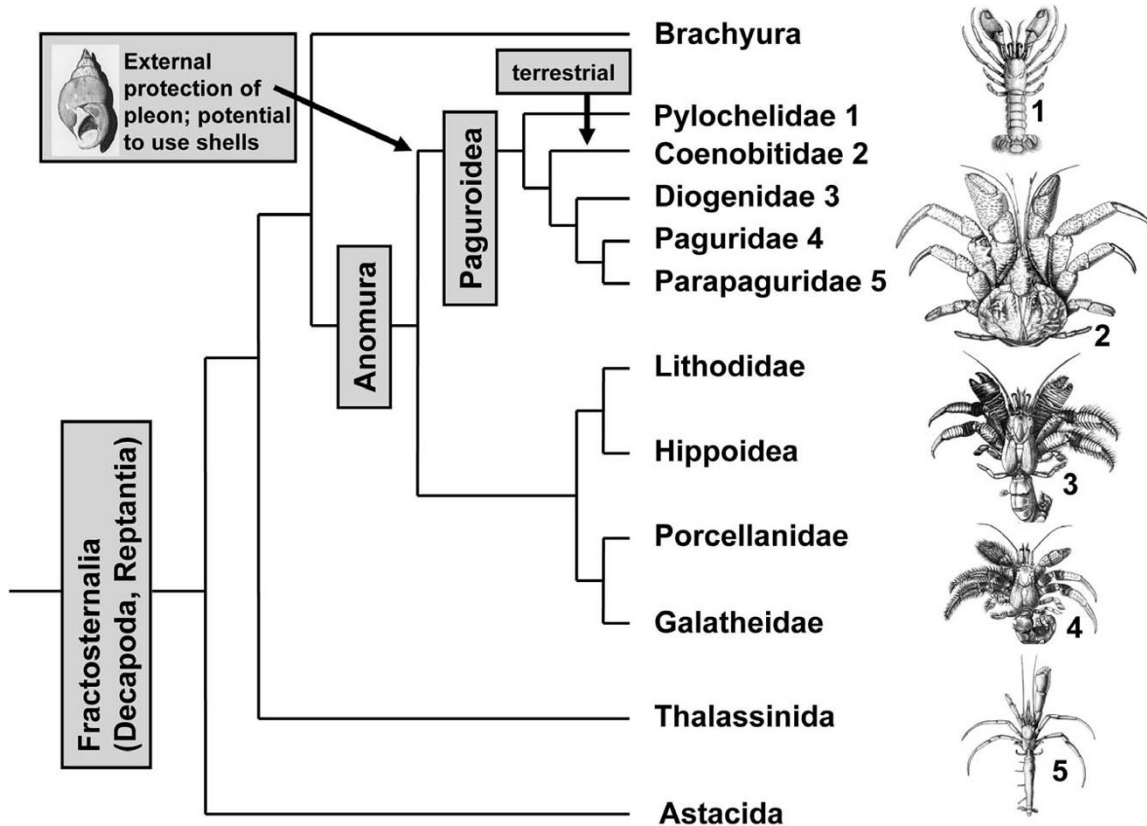 Brachyura
External
protection of
pleon; potential
to use shells
terrestrial
Paguroidea
Pylochelidae 1
Coenobitidae 2
Diogenidae 3
Paguridae 4
Parapaguridae 5
Anomura
Lithodidae
Hippoidea
Porcellanidae
Galatheidae
Fractosternalia
(Decapoda, Reptantia)
Thalassinida
Astacida
1
2
3
4
5